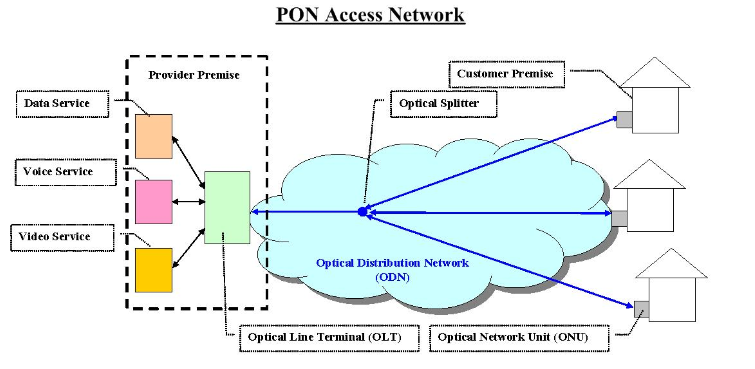 PON Access Network
Provider Premise
Customer Premise
Data Service
Optical Splitter
Voice Service
Video Service
Optical Distribution Network
(ODN)
Optical Line Terminal (OLT)
Optical Network Unit (ONU)